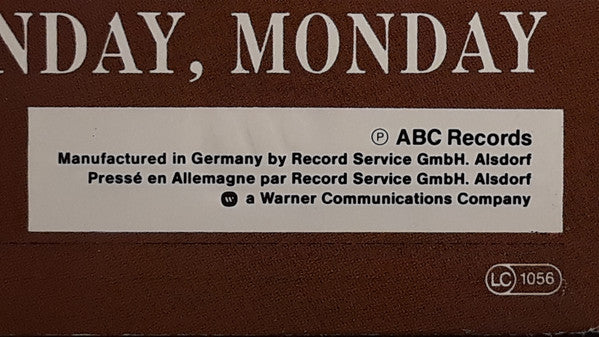 NDAY, MONDAY
Ⓟ ABC Records
Manufactured in Germany by Record Service GmbH. Alsdorf
Pressé en Allemagne par Record Service GmbH. Alsdorf
w a Warner Communications Company
LC 1056